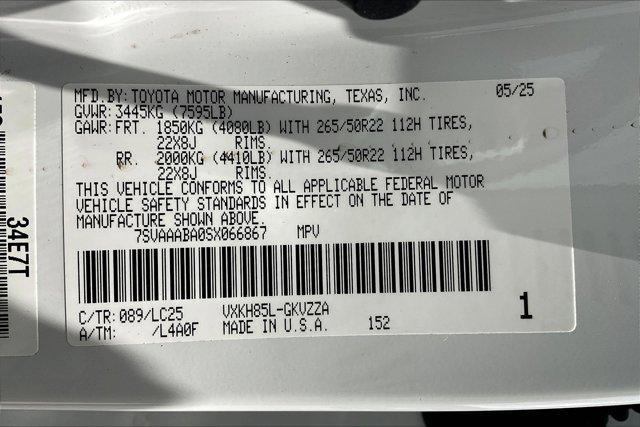 MFD.BY:TOYOTA MOTOR MANUFACTURING, TEXAS, INC. 05/25
GVWR:3445KG (7595LB)
GAWR:FRT. 1850KG (4080LB) WITH 265/50R22 112H TIRES,
22X8J RIMS.
RR. 2000KG (4410LB) WITH 265/50R22 112H TIRES,
22X8J RIMS.
THIS VEHICLE CONFORMS TO ALL APPLICABLE FEDERAL MOTOR
VEHICLE SAFETY STANDARDS IN EFFECT ON THE DATE OF
MANUFACTURE SHOWN ABOVE.
7SVAAABA0SX066867 MPV
C/TR:089/LC25 VXKH85L-GKVZZA
A/TM: /L4A0F MADE IN U.S.A. 152
1
34E7T